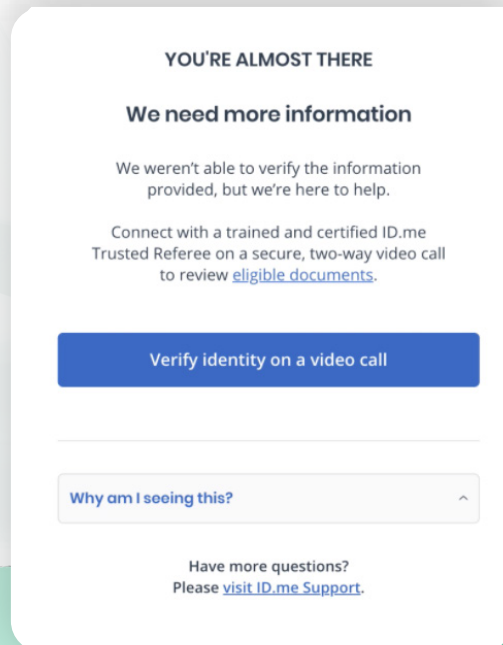 YOU'RE ALMOST THERE
We need more information
We weren't able to verify the information
provided, but we're here to help.
Connect with a trained and certified ID.me
Trusted Referee on a secure, two-way video call
to review eligible documents.
Verify identity on a video call
Why am I seeing this?
Have more questions?
Please visit ID.me Support.